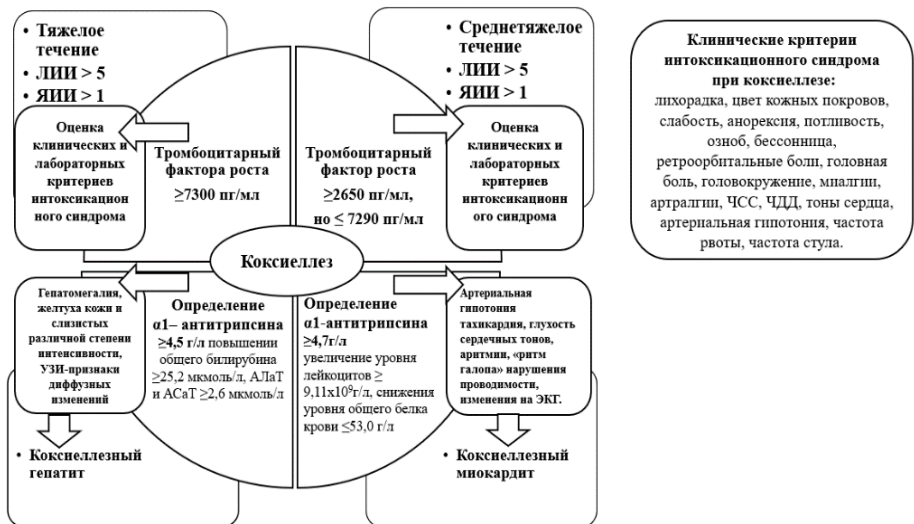 • Тяжелое
течение
• ЛИИ > 5
• ЯИИ > 1
Оценка
клинических и
лабораторных
критериев
интоксикационн
ого синдрома
Тромбоцитарный
фактора роста
≥7300 пг/мл
Тромбоцитарный
фактор роста
≥2650 пг/мл,
но ≤ 7290 пг/мл
• Среднетяжелое
течение
• ЛИИ > 5
• ЯИИ > 1
Оценка
клинических и
лабораторных
критериев
интоксикационн
ого синдрома
Коксиеллез
Гепатомегалия,
желтуха кожи и
слизистых
различной степени
интенсивности,
УЗИ-признаки
диффузных
изменений
Определение
α1– антитрипсина
≥4,5 г/л повышении
общего билирубина
≥25,2 мкмоль/л, АЛаТ
и АСаТ ≥2,6 мкмоль/л
• Коксиеллезный
гепатит
Определение
α1-антитрипсина
≥4,7г/л
увеличение уровня
лейкоцитов ≥
9,11х10⁹г/л, снижения
уровня общего белка
крови ≤53,0 г/л
Артериальная
гипотония
тахикардия, глухость
сердечных тонов,
аритмии, «ритм
галопа» нарушения
проводимости,
изменения на ЭКГ.
• Коксиеллезный
миокардит
Клинические критерии
интоксикационного синдрома
при коксиеллезе:
лихорадка, цвет кожных покровов,
слабость, анорексия, потливость,
озноб, бессонница,
ретроорбитальные боли, головная
боль, головокружение, миалгии,
артралгии, ЧСС, ЧДД, тоны сердца,
артериальная гипотония, частота
рвоты, частота стула.